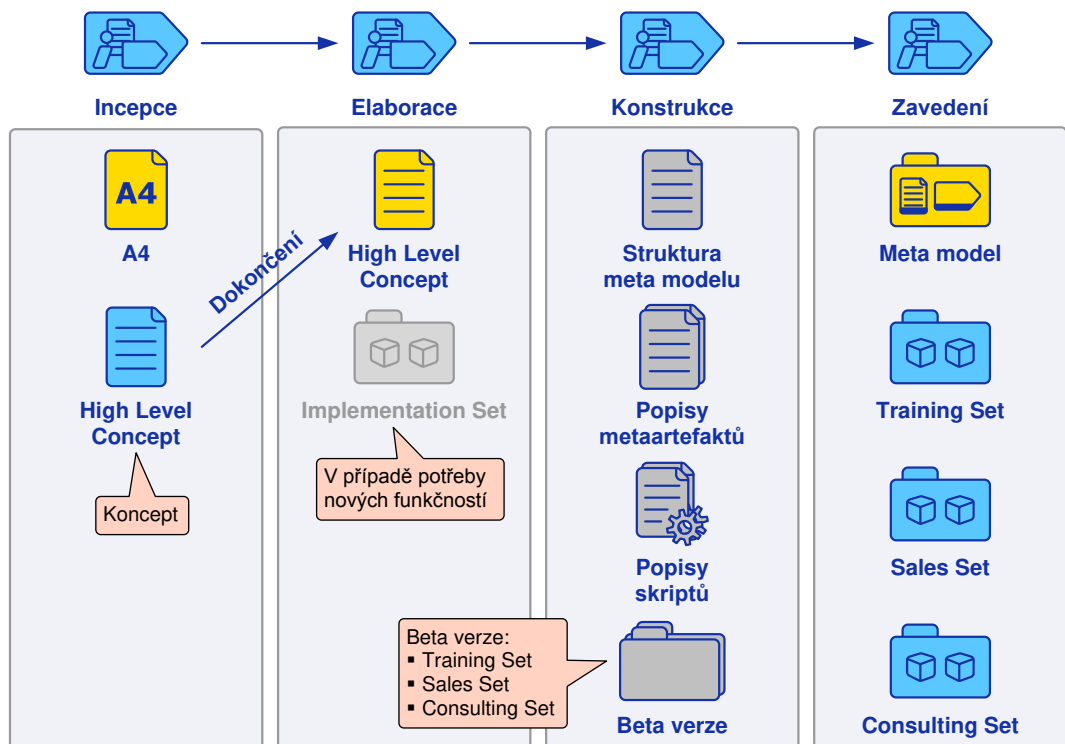 Incepce
Elaborace
Konstrukce
Zavedení
A4
A4
High Level
Concept
Koncept
Dokončení
High Level
Concept
Implementation Set
V případě potřeby
nových funkčností
Struktura
meta modelu
Popisy
metaartefaktů
Popisy
skriptů
Beta verze:
▪ Training Set
▪ Sales Set
▪ Consulting Set
Beta verze
Meta model
Training Set
Sales Set
Consulting Set